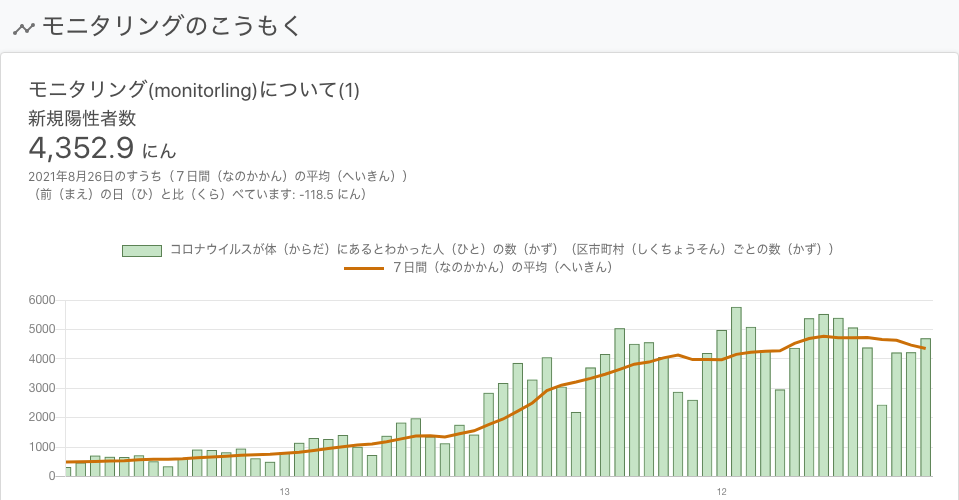 モニタリングのこうもく
モニタリング(monitorling)について(1)
新規陽性者数
4,352.9 にん
2021年8月26日のすうち（７日間（なのかかん）の平均（へいきん））
（前（まえ）の日（ひ）と比（くら）べています: -118.5 にん）
コロナウイルスが体（からだ）にあるとわかった人（ひと）の数（かず）（区市町村（しくちょうそん）ごとの数（かず））
７日間（なのかかん）の平均（へいきん）
6000
5000
4000
3000
2000
1000
0
13
12